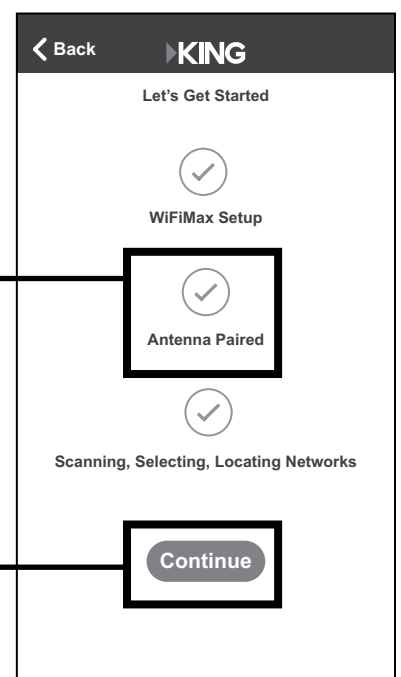 Back
KING
Let's Get Started
WiFiMax Setup
Antenna Paired
Scanning, Selecting, Locating Networks
Continue